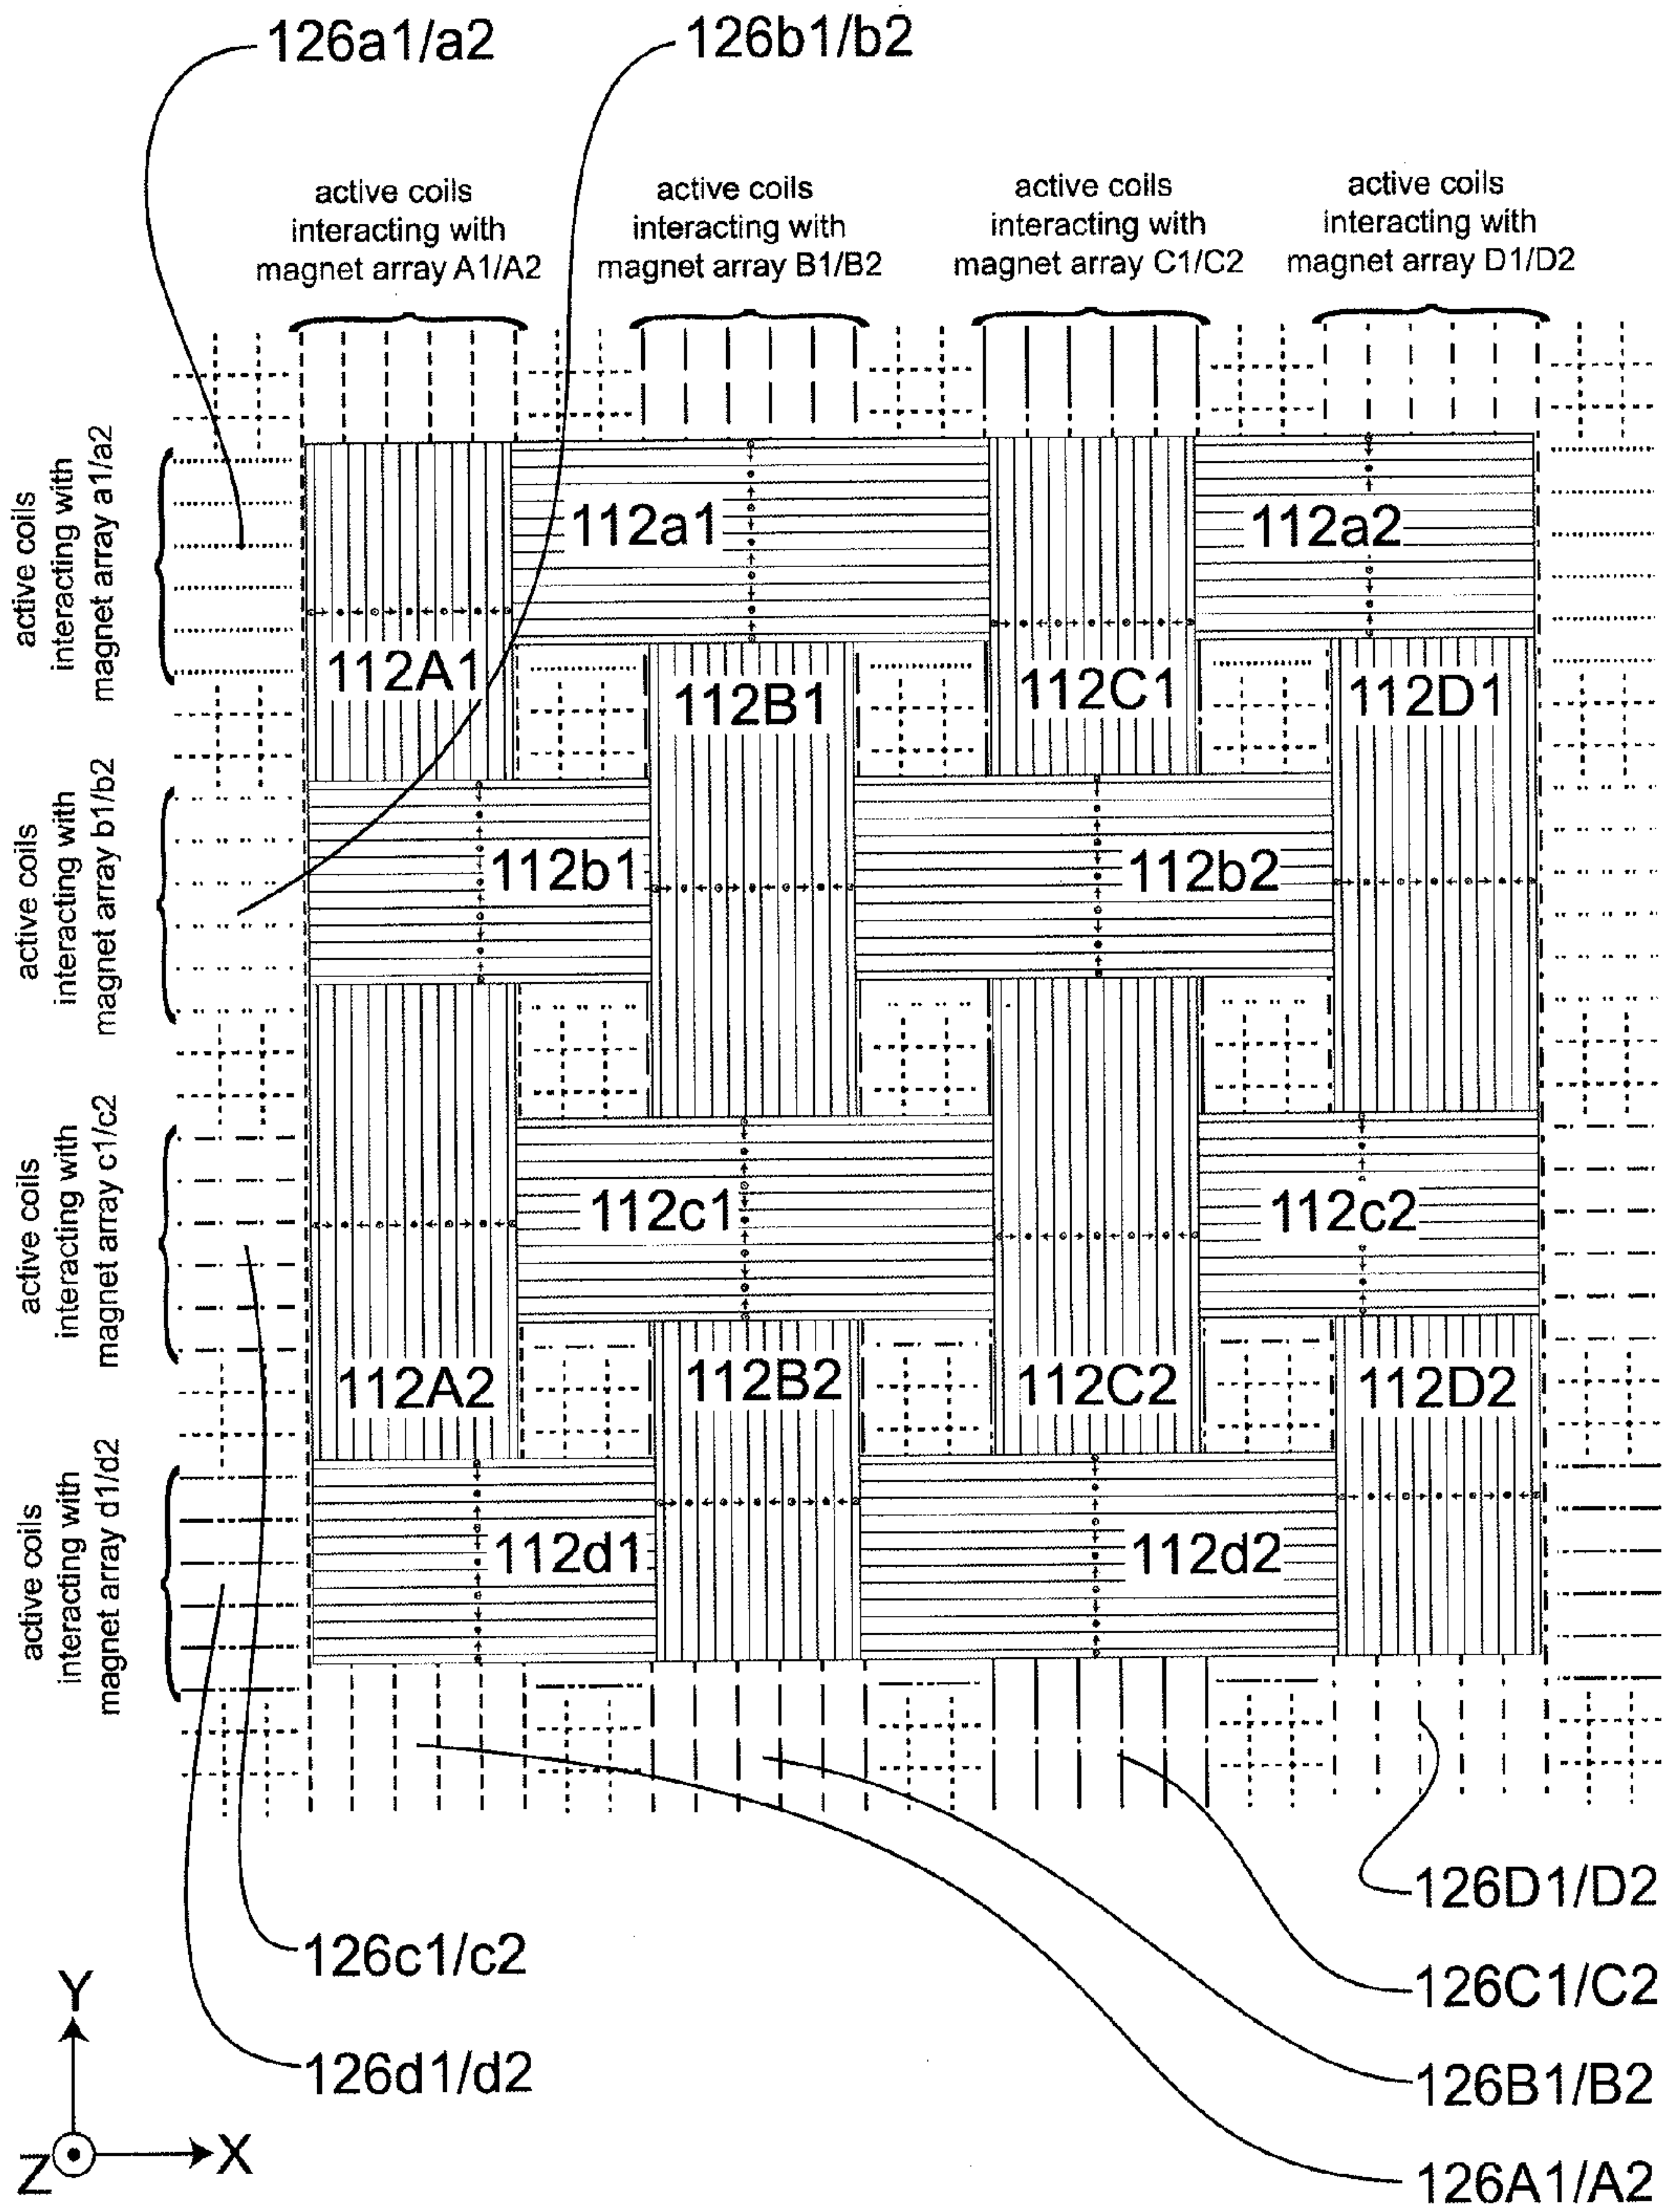 126a1/a2
126b1/b2
active coils
interacting with
magnet array A1/A2
active coils
interacting with
magnet array B1/B2
active coils
interacting with
magnet array C1/C2
active coils
interacting with
magnet array D1/D2
active coils
interacting with
magnet array a1/a2
112a1
112a2
112A1
112B1
112C1
112D1
active coils
interacting with
magnet array b1/b2
112b1
112b2
active coils
interacting with
magnet array c1/c2
112c1
112c2
112A2
112B2
112C2
112D2
active coils
interacting with
magnet array d1/d2
112d1
112d2
126D1/D2
126c1/c2
126C1/C2
126d1/d2
126B1/B2
126A1/A2
Y
X
Z